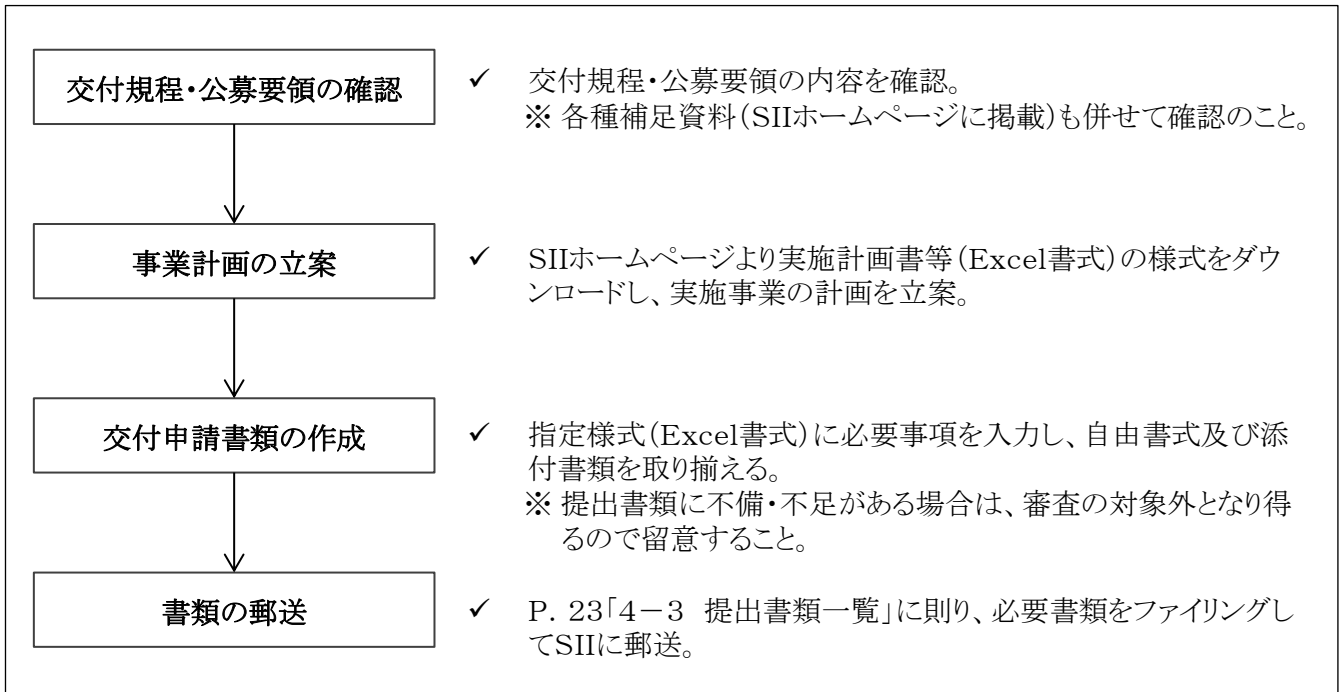 交付規程・公募要領の確認
✓ 交付規程・公募要領の内容を確認。
※ 各種補足資料(SIIホームページに掲載)も併せて確認のこと。
事業計画の立案
✓ SIIホームページより実施計画書等(Excel書式)の様式をダウ
ンロードし、実施事業の計画を立案。
交付申請書類の作成
✓ 指定様式(Excel書式)に必要事項を入力し、自由書式及び添
付書類を取り揃える。
※ 提出書類に不備・不足がある場合は、審査の対象外となり得
るので留意すること。
書類の郵送
✓ P. 23「4-3 提出書類一覧」に則り、必要書類をファイリングし
てSIIに郵送。